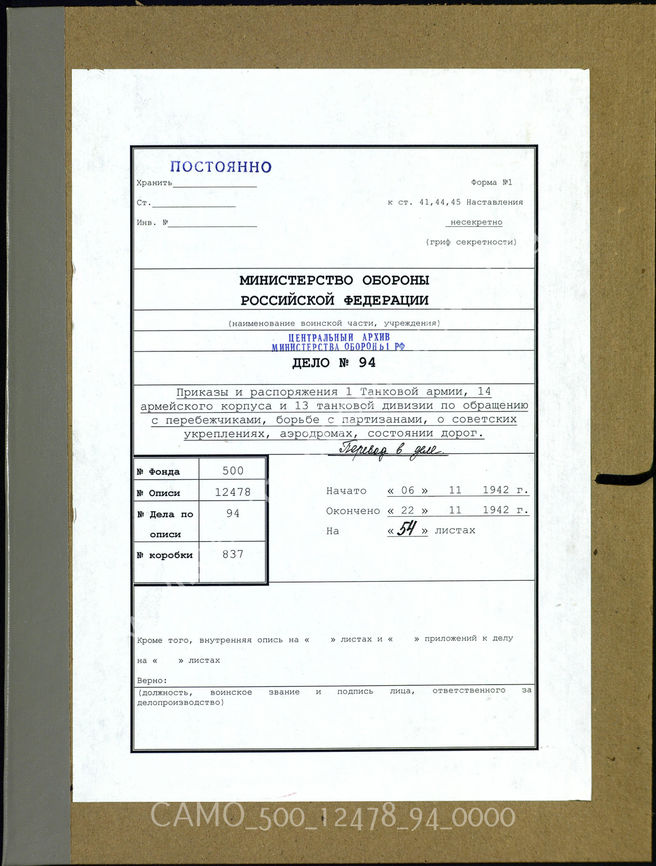 ПОСТОЯННО
Хранить
Форма №1
Ст.
к ст. 41,44,45 Наставления
Инв. №
несекретно
(гриф секретности)
МИНИСТЕРСТВО ОБОРОНЫ
РОССИЙСКОЙ ФЕДЕРАЦИИ
(наименование воинской части, учреждения)
ЦЕНТРАЛЬНЫЙ АРХИВ
МИНИСТЕРСТВА ОБОРОНЫ РФ
ДЕЛО № 94
Приказы и распоряжения 1 Танковой армии, 14
армейского корпуса и 13 танковой дивизии по обращению
с перебежчиками, борьбе с партизанами, о советских
укреплениях, аэродромах, состоянии дорог.
Перевод в деле
№ Фонда 500
№ Описи 12478
№ Дела по описи 94
№ коробки 837
Начато « 06 » 11 1942 г.
Окончено « 22 » 11 1942 г.
На « 54 » листах
Кроме того, внутренняя опись на « » листах и « » приложений к делу
на « » листах
Верно:
(должность, воинское звание и подпись лица, ответственного за
делопроизводство)
CAMO_500_12478_94_0000